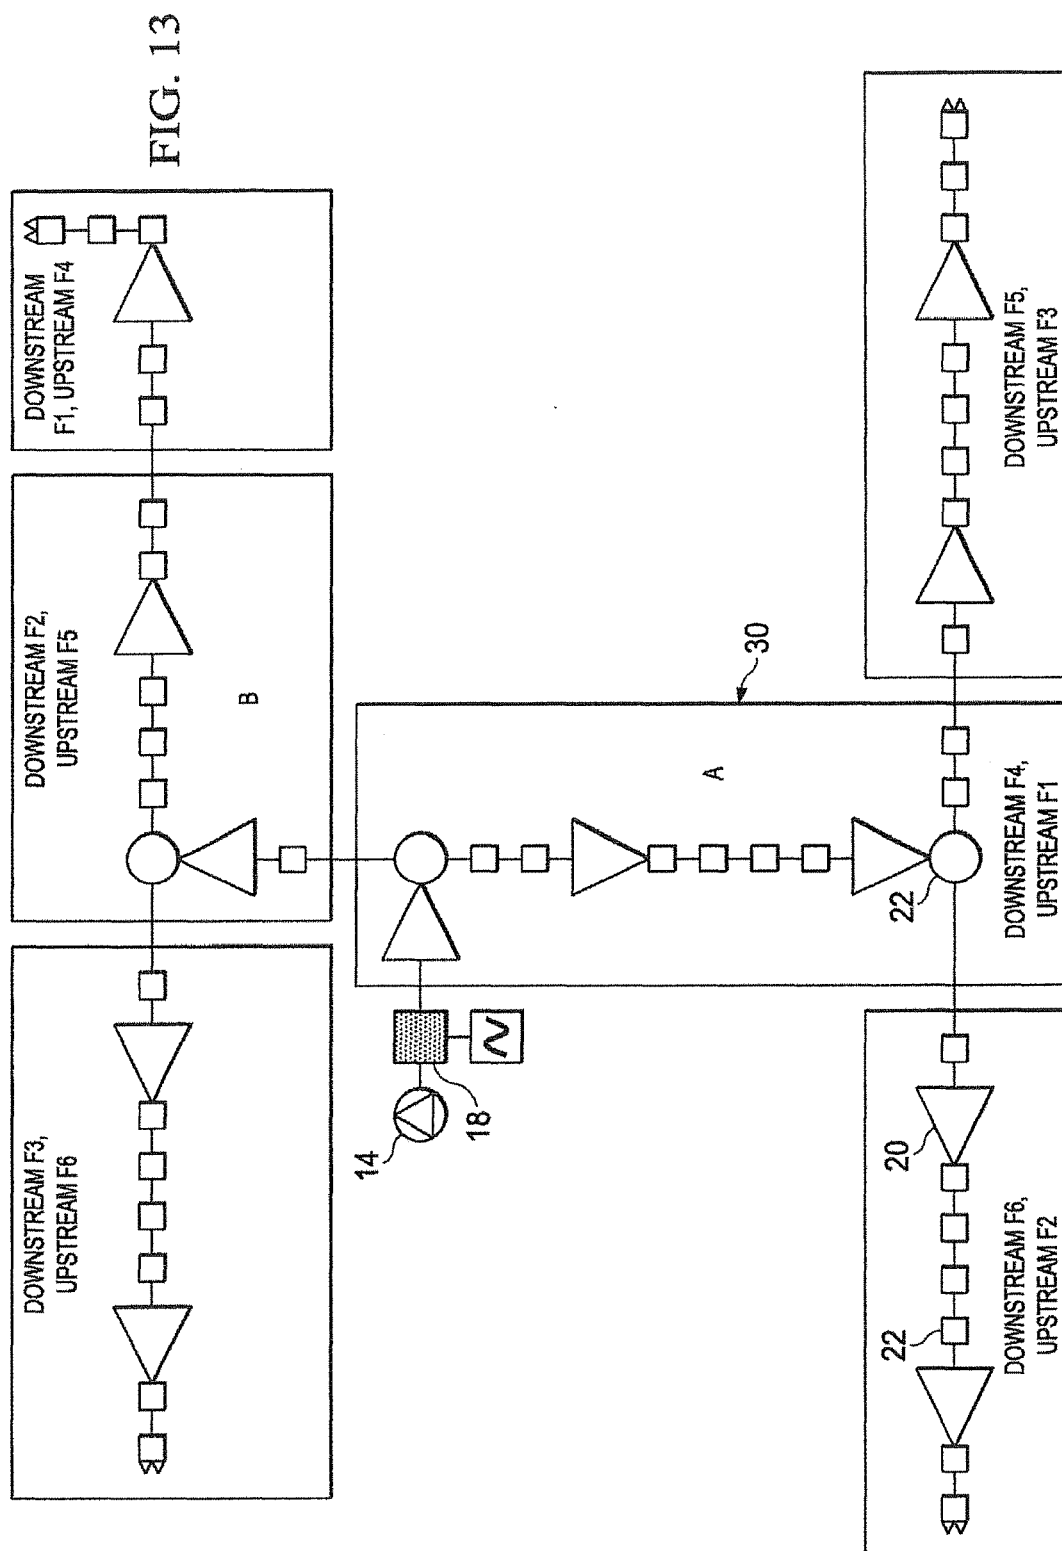 FIG. 13
DOWNSTREAM
F1, UPSTREAM F4
DOWNSTREAM F2,
UPSTREAM F5
B
DOWNSTREAM F3,
UPSTREAM F6
30
A
DOWNSTREAM F4,
UPSTREAM F1
22
14
18
DOWNSTREAM F5,
UPSTREAM F3
20
22
DOWNSTREAM F6,
UPSTREAM F2